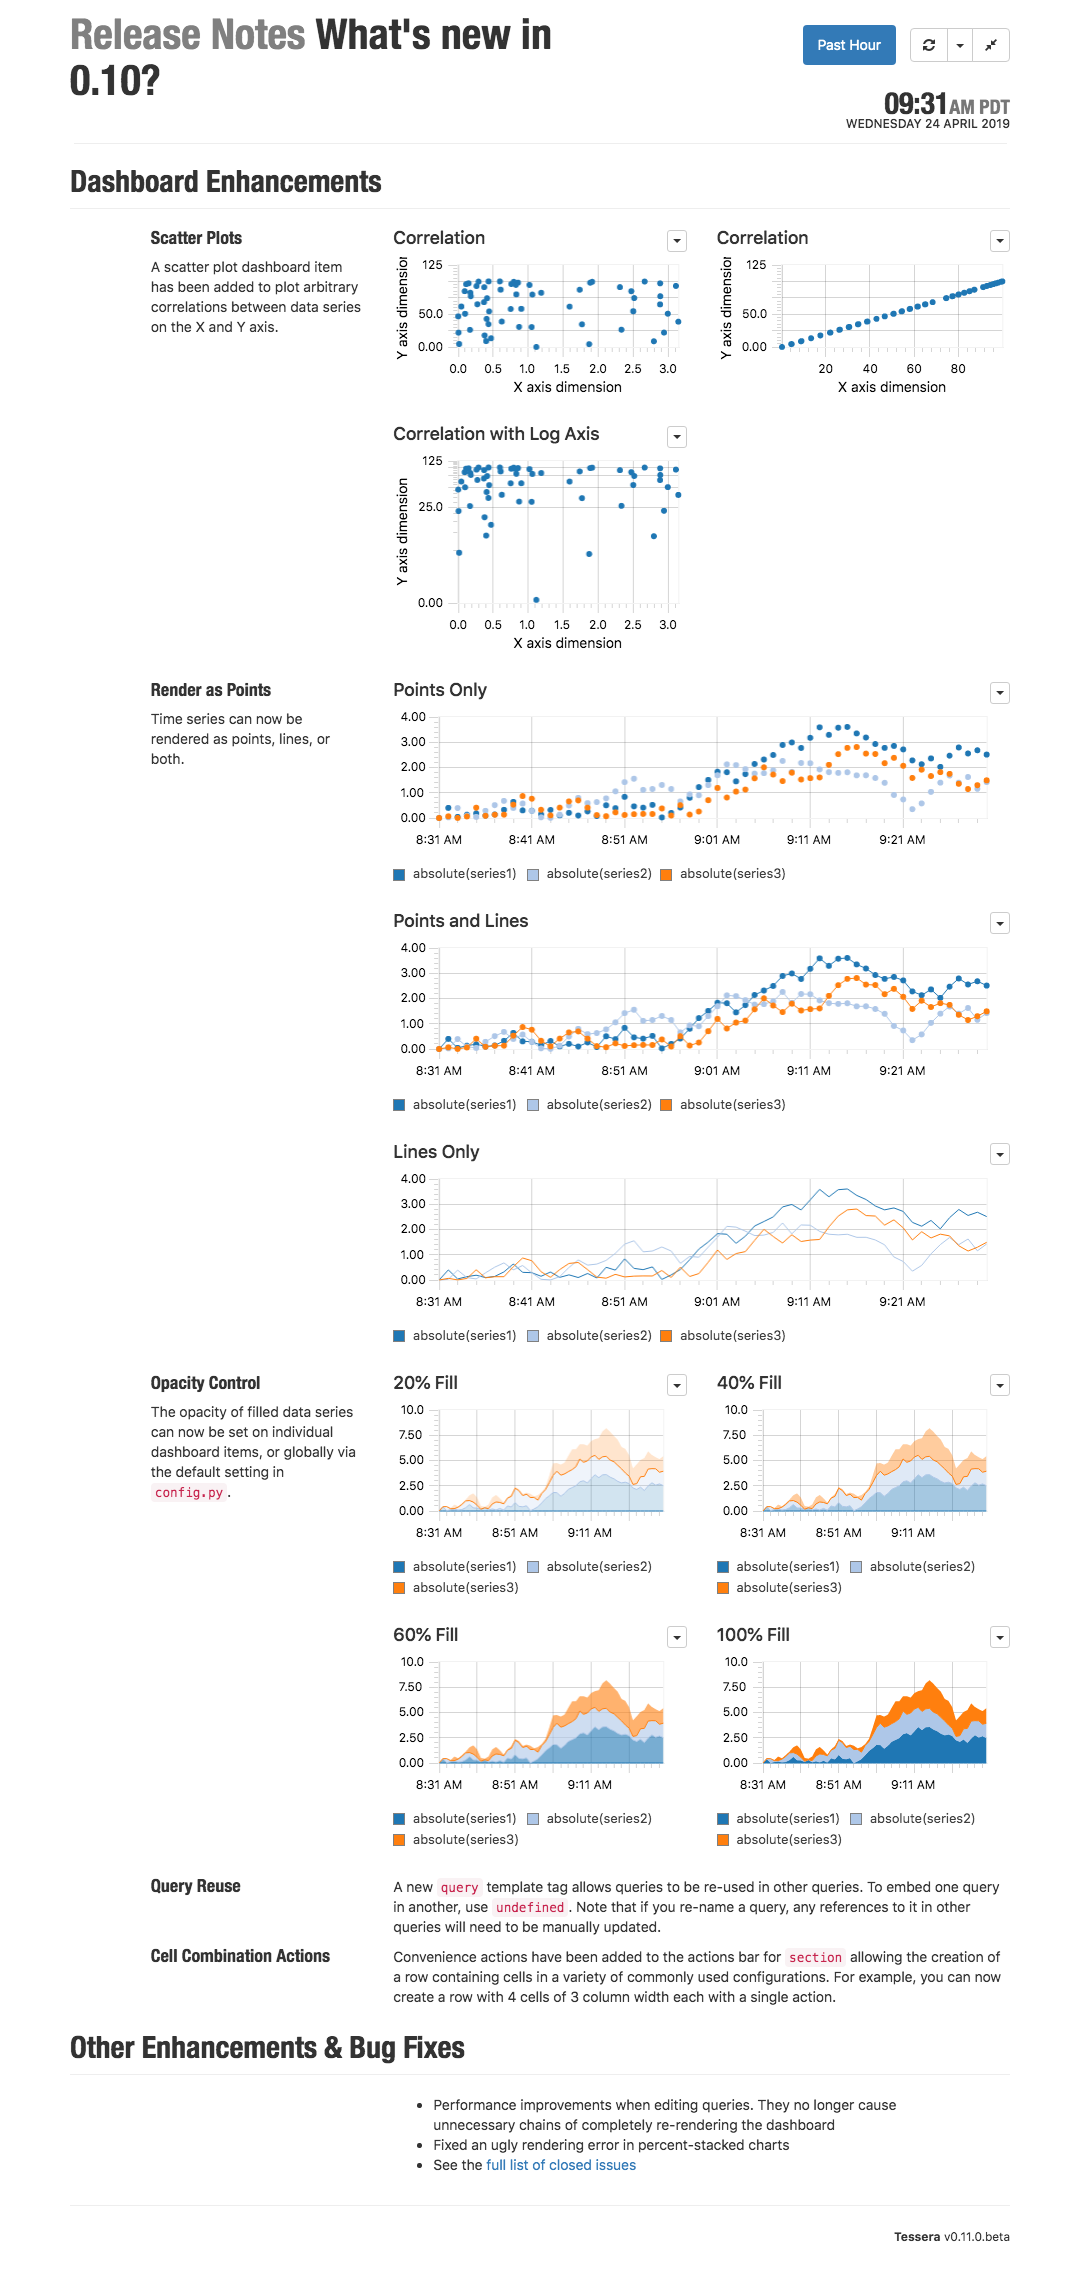 Release Notes What's new in
0.10?
Past Hour
09:31 AM PDT
WEDNESDAY 24 APRIL 2019
Dashboard Enhancements
Scatter Plots
A scatter plot dashboard item
has been added to plot arbitrary
correlations between data series
on the X and Y axis.
Correlation
Y axis dimension
125
50.0
0.00
0.0 0.5 1.0 1.5 2.0 2.5 3.0
X axis dimension
Correlation
Y axis dimension
125
50.0
0.00
20 40 60 80
X axis dimension
Correlation with Log Axis
Y axis dimension
125
25.0
0.00
0.0 0.5 1.0 1.5 2.0 2.5 3.0
X axis dimension
Render as Points
Time series can now be
rendered as points, lines, or
both.
Points Only
4.00
3.00
2.00
1.00
0.00
8:31 AM 8:41 AM 8:51 AM 9:01 AM 9:11 AM 9:21 AM
absolute(series1) absolute(series2) absolute(series3)
Points and Lines
4.00
3.00
2.00
1.00
0.00
8:31 AM 8:41 AM 8:51 AM 9:01 AM 9:11 AM 9:21 AM
absolute(series1) absolute(series2) absolute(series3)
Lines Only
4.00
3.00
2.00
1.00
0.00
8:31 AM 8:41 AM 8:51 AM 9:01 AM 9:11 AM 9:21 AM
absolute(series1) absolute(series2) absolute(series3)
Opacity Control
The opacity of filled data series
can now be set on individual
dashboard items, or globally via
the default setting in
config.py.
20% Fill
10.0
7.50
5.00
2.50
0.00
8:31 AM 8:51 AM 9:11 AM
absolute(series1) absolute(series2)
absolute(series3)
40% Fill
10.0
7.50
5.00
2.50
0.00
8:31 AM 8:51 AM 9:11 AM
absolute(series1) absolute(series2)
absolute(series3)
60% Fill
10.0
7.50
5.00
2.50
0.00
8:31 AM 8:51 AM 9:11 AM
absolute(series1) absolute(series2)
absolute(series3)
100% Fill
10.0
7.50
5.00
2.50
0.00
8:31 AM 8:51 AM 9:11 AM
absolute(series1) absolute(series2)
absolute(series3)
Query Reuse
A new query template tag allows queries to be re-used in other queries. To embed one query
in another, use undefined. Note that if you re-name a query, any references to it in other
queries will need to be manually updated.
Cell Combination Actions
Convenience actions have been added to the actions bar for section allowing the creation of
a row containing cells in a variety of commonly used configurations. For example, you can now
create a row with 4 cells of 3 column width each with a single action.
Other Enhancements & Bug Fixes
• Performance improvements when editing queries. They no longer cause
unnecessary chains of completely re-rendering the dashboard
• Fixed an ugly rendering error in percent-stacked charts
• See the full list of closed issues
Tessera v0.11.0.beta